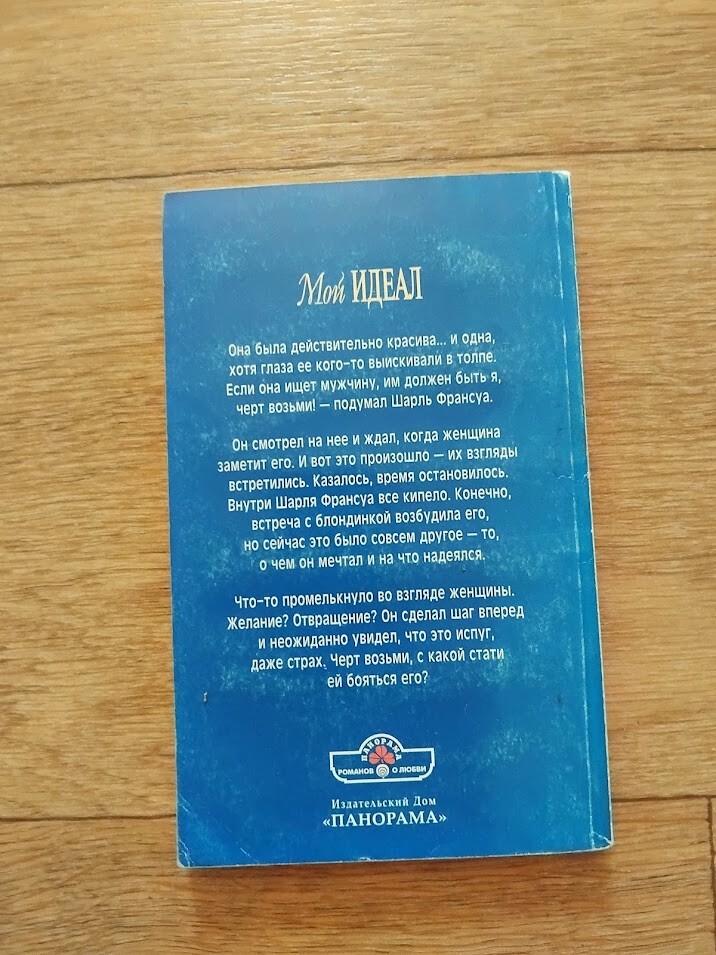 Мой ИДЕАЛ
Она была действительно красива... и одна,
хотя глаза ее кого-то выискивали в толпе.
Если она ищет мужчину, им должен быть я,
черт возьми! — подумал Шарль Франсуа.
Он смотрел на нее и ждал, когда женщина
заметит его. И вот это произошло — их взгляды
встретились. Казалось, время остановилось.
Внутри Шарля Франсуа все кипело. Конечно,
встреча с блондинкой возбудила его,
но сейчас это было совсем другое — то,
о чем он мечтал и на что надеялся.
Что-то промелькнуло во взгляде женщины.
Желание? Отвращение? Он сделал шаг вперед
и неожиданно увидел, что это испуг,
даже страх. Черт возьми, с какой стати
ей бояться его?
ПАНОРАМА
РОМАНОВ О ЛЮБВИ
Издательский Дом
«ПАНОРАМА»